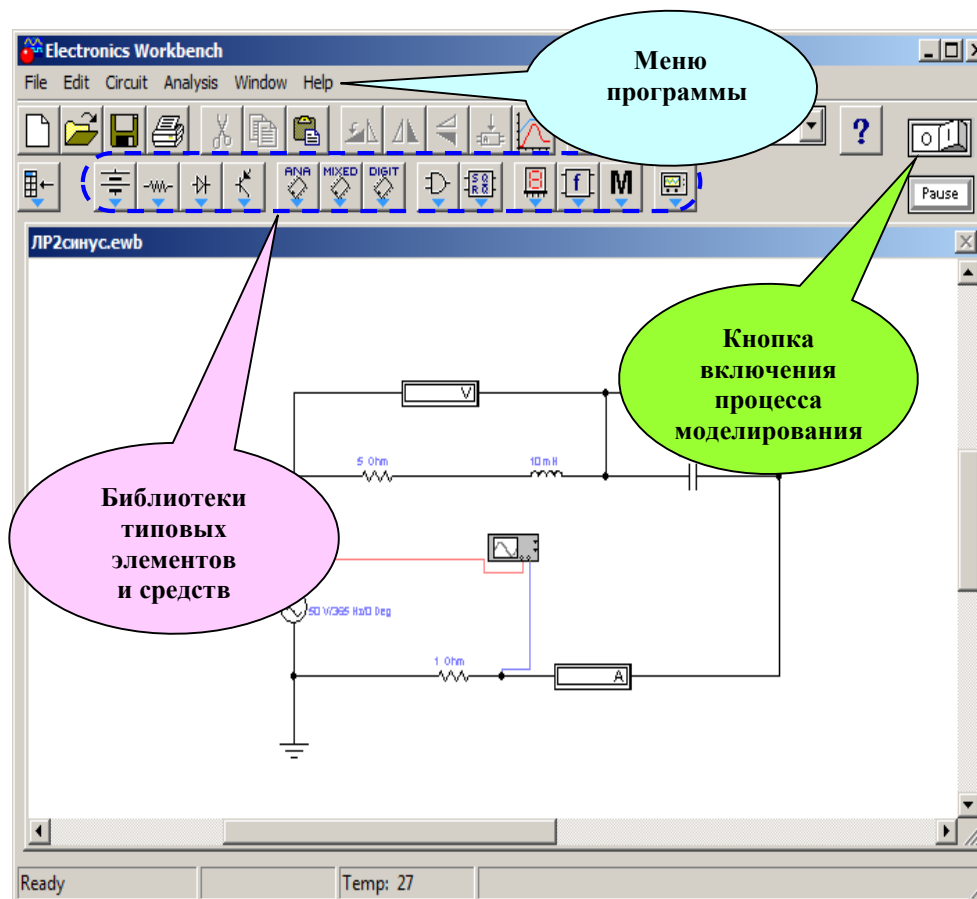 Electronics Workbench
File Edit Circuit Analysis Window Help
Меню
программы
?
O I
ANA MIXED DIGIT
M
Pause
ЛР2синус.ewb
V
Кнопка
включения
процесса
моделирования
5 Ohm
10 mH
Библиотеки
типовых
элементов
и средств
50 V/365 Hz/0 Deg
1 Ohm
A
Ready
Temp: 27